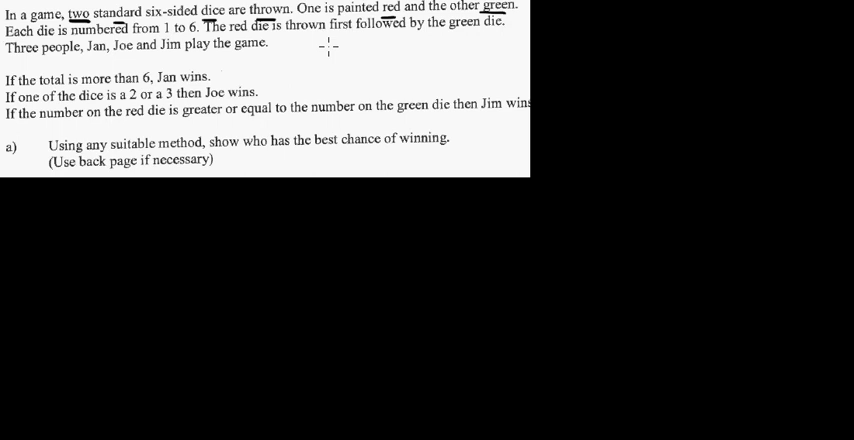 In a game, two standard six-sided dice are thrown. One is painted red and the other green.
Each die is numbered from 1 to 6. The red die is thrown first followed by the green die.
Three people, Jan, Joe and Jim play the game.
If the total is more than 6, Jan wins.
If one of the dice is a 2 or a 3 then Joe wins.
If the number on the red die is greater or equal to the number on the green die then Jim wins
a) Using any suitable method, show who has the best chance of winning.
(Use back page if necessary)